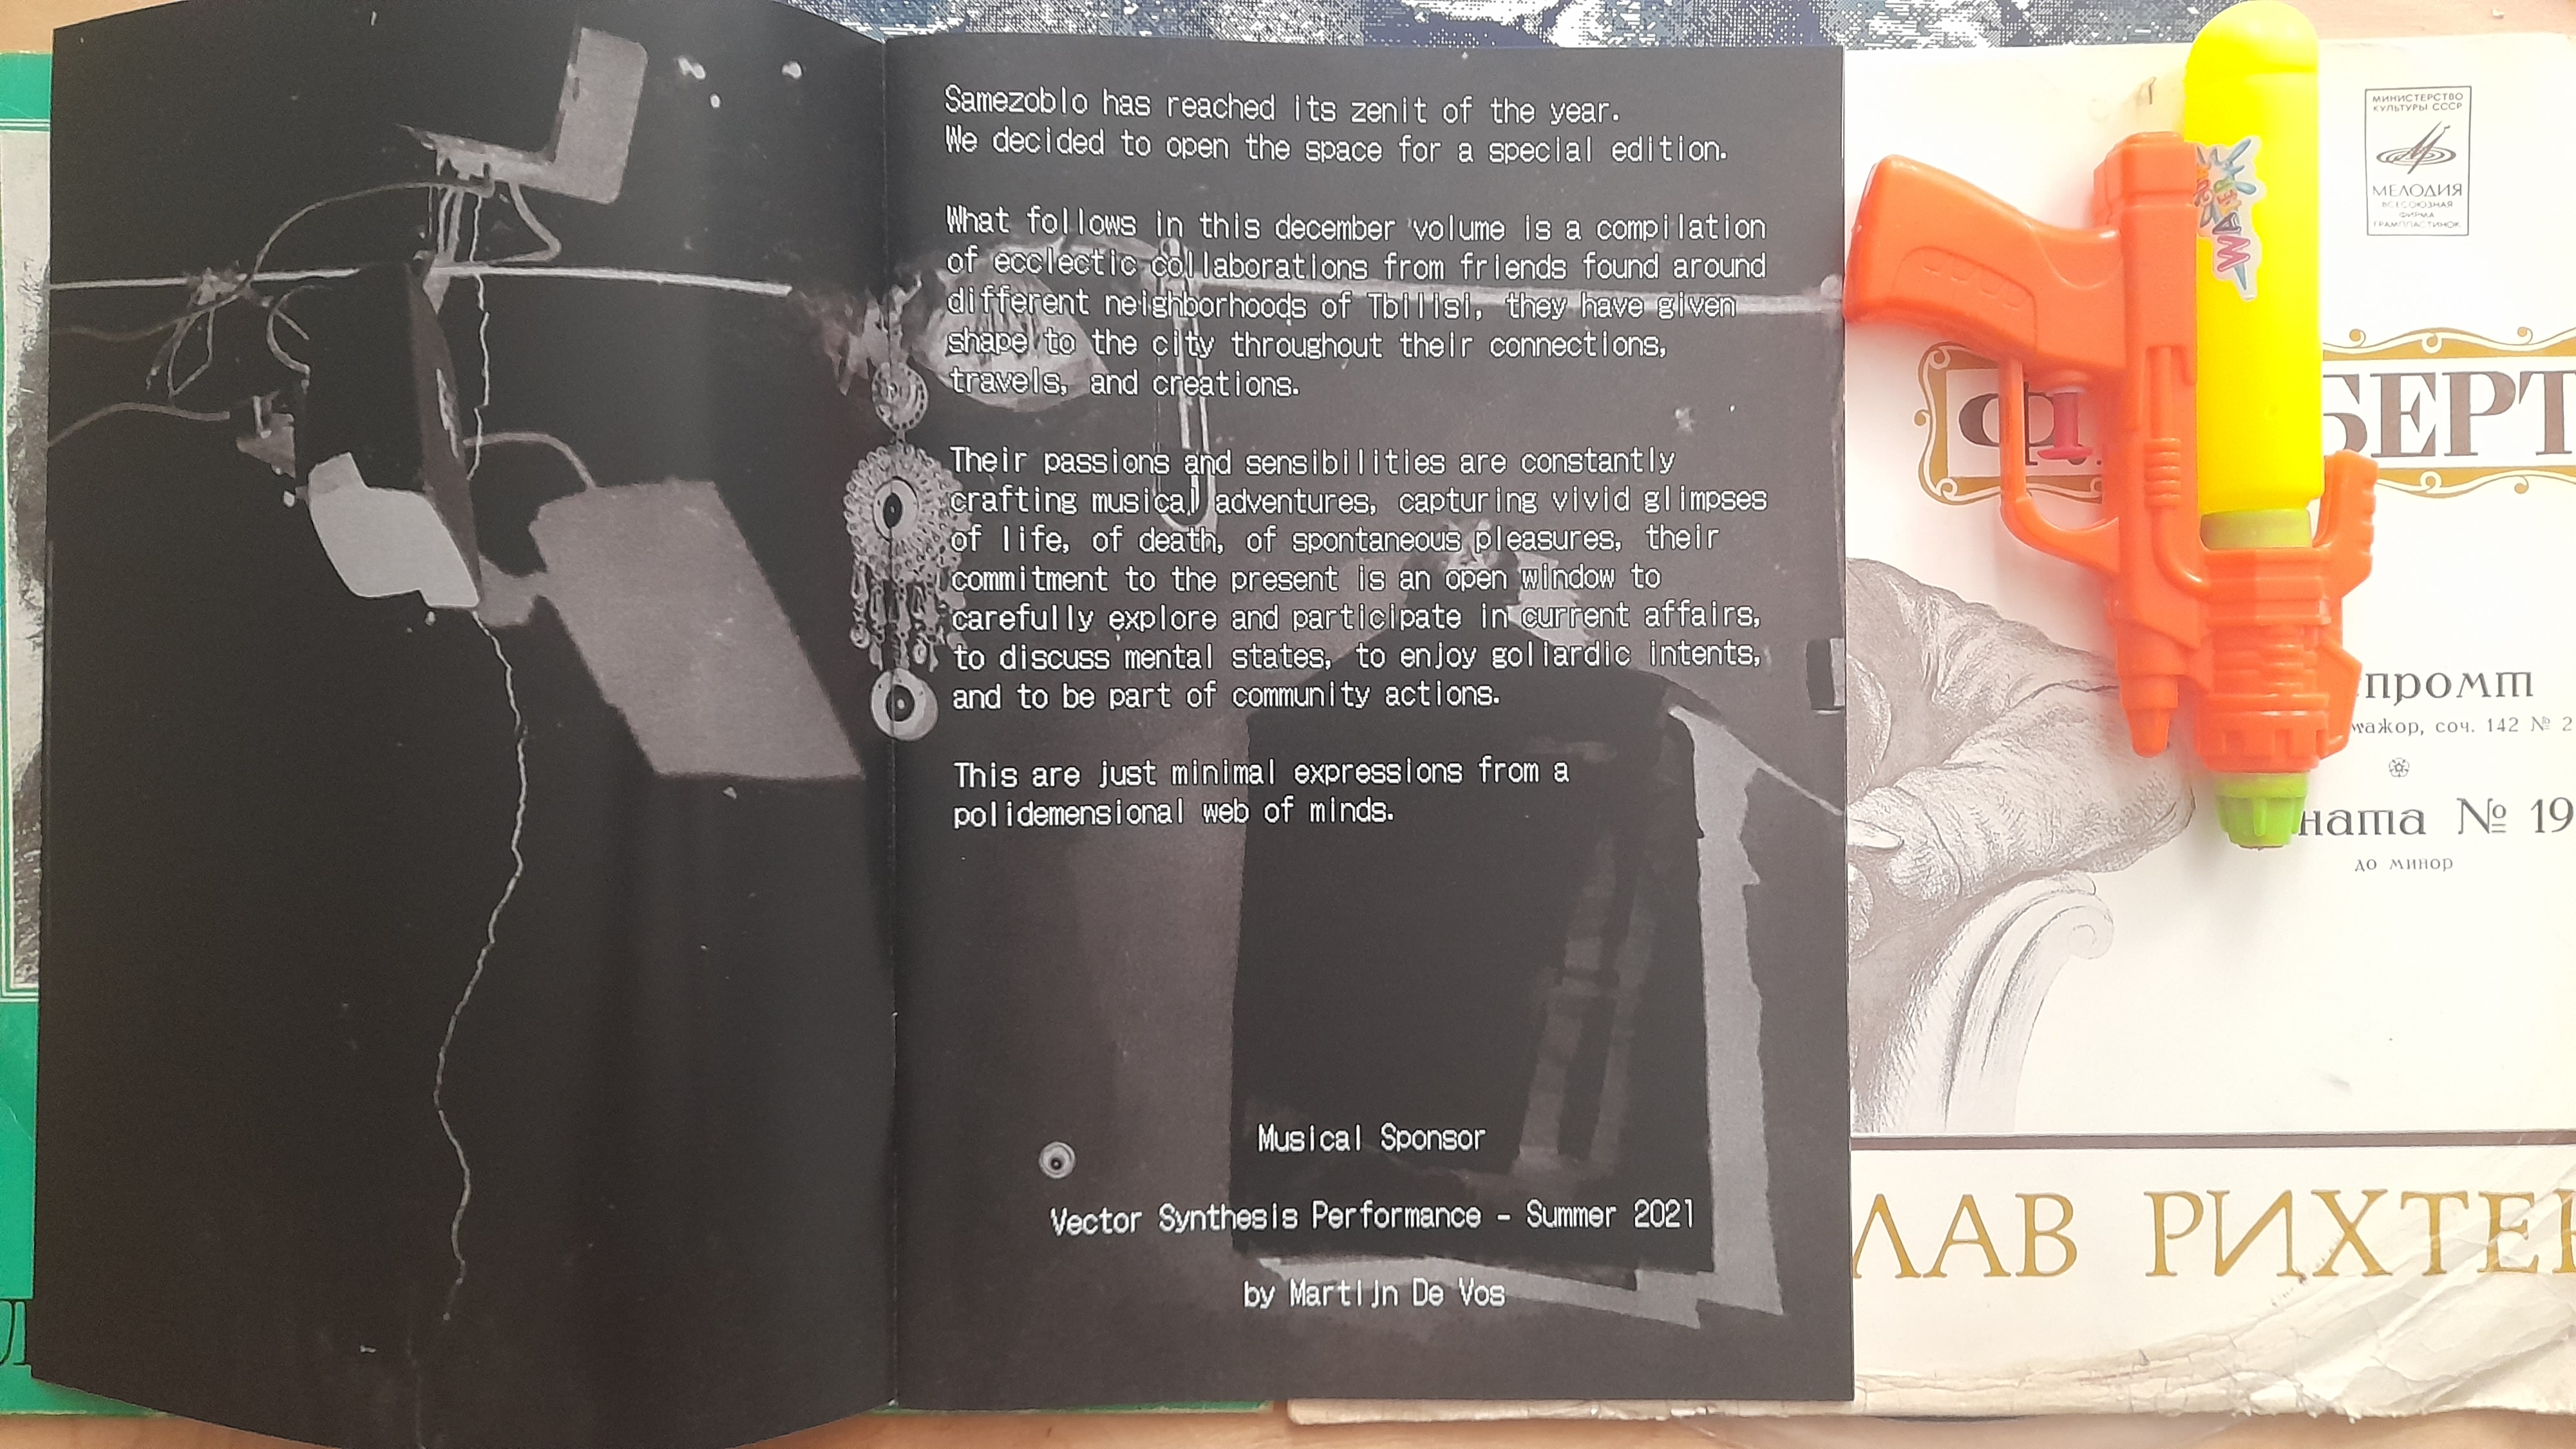 Samezoblo has reached its zenit of the year.
We decided to open the space for a special edition.
What follows in this december volume is a compilation
of ecclectic collaborations from friends found around
different neighborhoods of Tbilisi, they have given
shape to the city throughout their connections,
travels, and creations.
Their passions and sensibilities are constantly
crafting musical adventures, capturing vivid glimpses
of life, of death, of spontaneous pleasures, their
commitment to the present is an open window to
carefully explore and participate in current affairs,
to discuss mental states, to enjoy goliardic intents,
and to be part of community actions.
This are just minimal expressions from a
polidemensional web of minds.
Musical Sponsor
Vector Synthesis Performance - Summer 2021
by Martijn De Vos
МИНИСТЕРСТВО
КУЛЬТУРЫ СССР
МЕЛОДИЯ
ВСЕСОЮЗНАЯ
ФИРМА
ГРАМПЛАСТИНОК
Ф. БЕРТ
промт
мажор, соч. 142 № 2
ната № 19
до минор
ЛАВ РИХТЕ